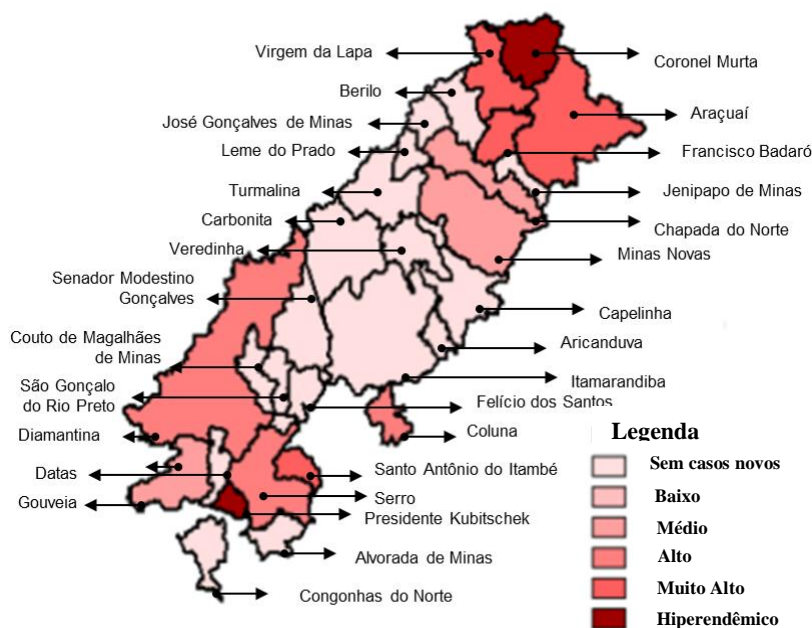 Virgem da Lapa
Coronel Murta
Berilo
Araçuaí
José Gonçalves de Minas
Leme do Prado
Francisco Badaró
Turmalina
Jenipapo de Minas
Carbonita
Chapada do Norte
Veredinha
Minas Novas
Senador Modestino
Gonçalves
Capelinha
Couto de Magalhães
de Minas
Aricanduva
Itamarandiba
São Gonçalo
do Rio Preto
Felício dos Santos
Diamantina
Coluna
Datas
Santo Antônio do Itambé
Gouveia
Serro
Presidente Kubitschek
Alvorada de Minas
Congonhas do Norte
Legenda
Sem casos novos
Baixo
Médio
Alto
Muito Alto
Hiperendêmico